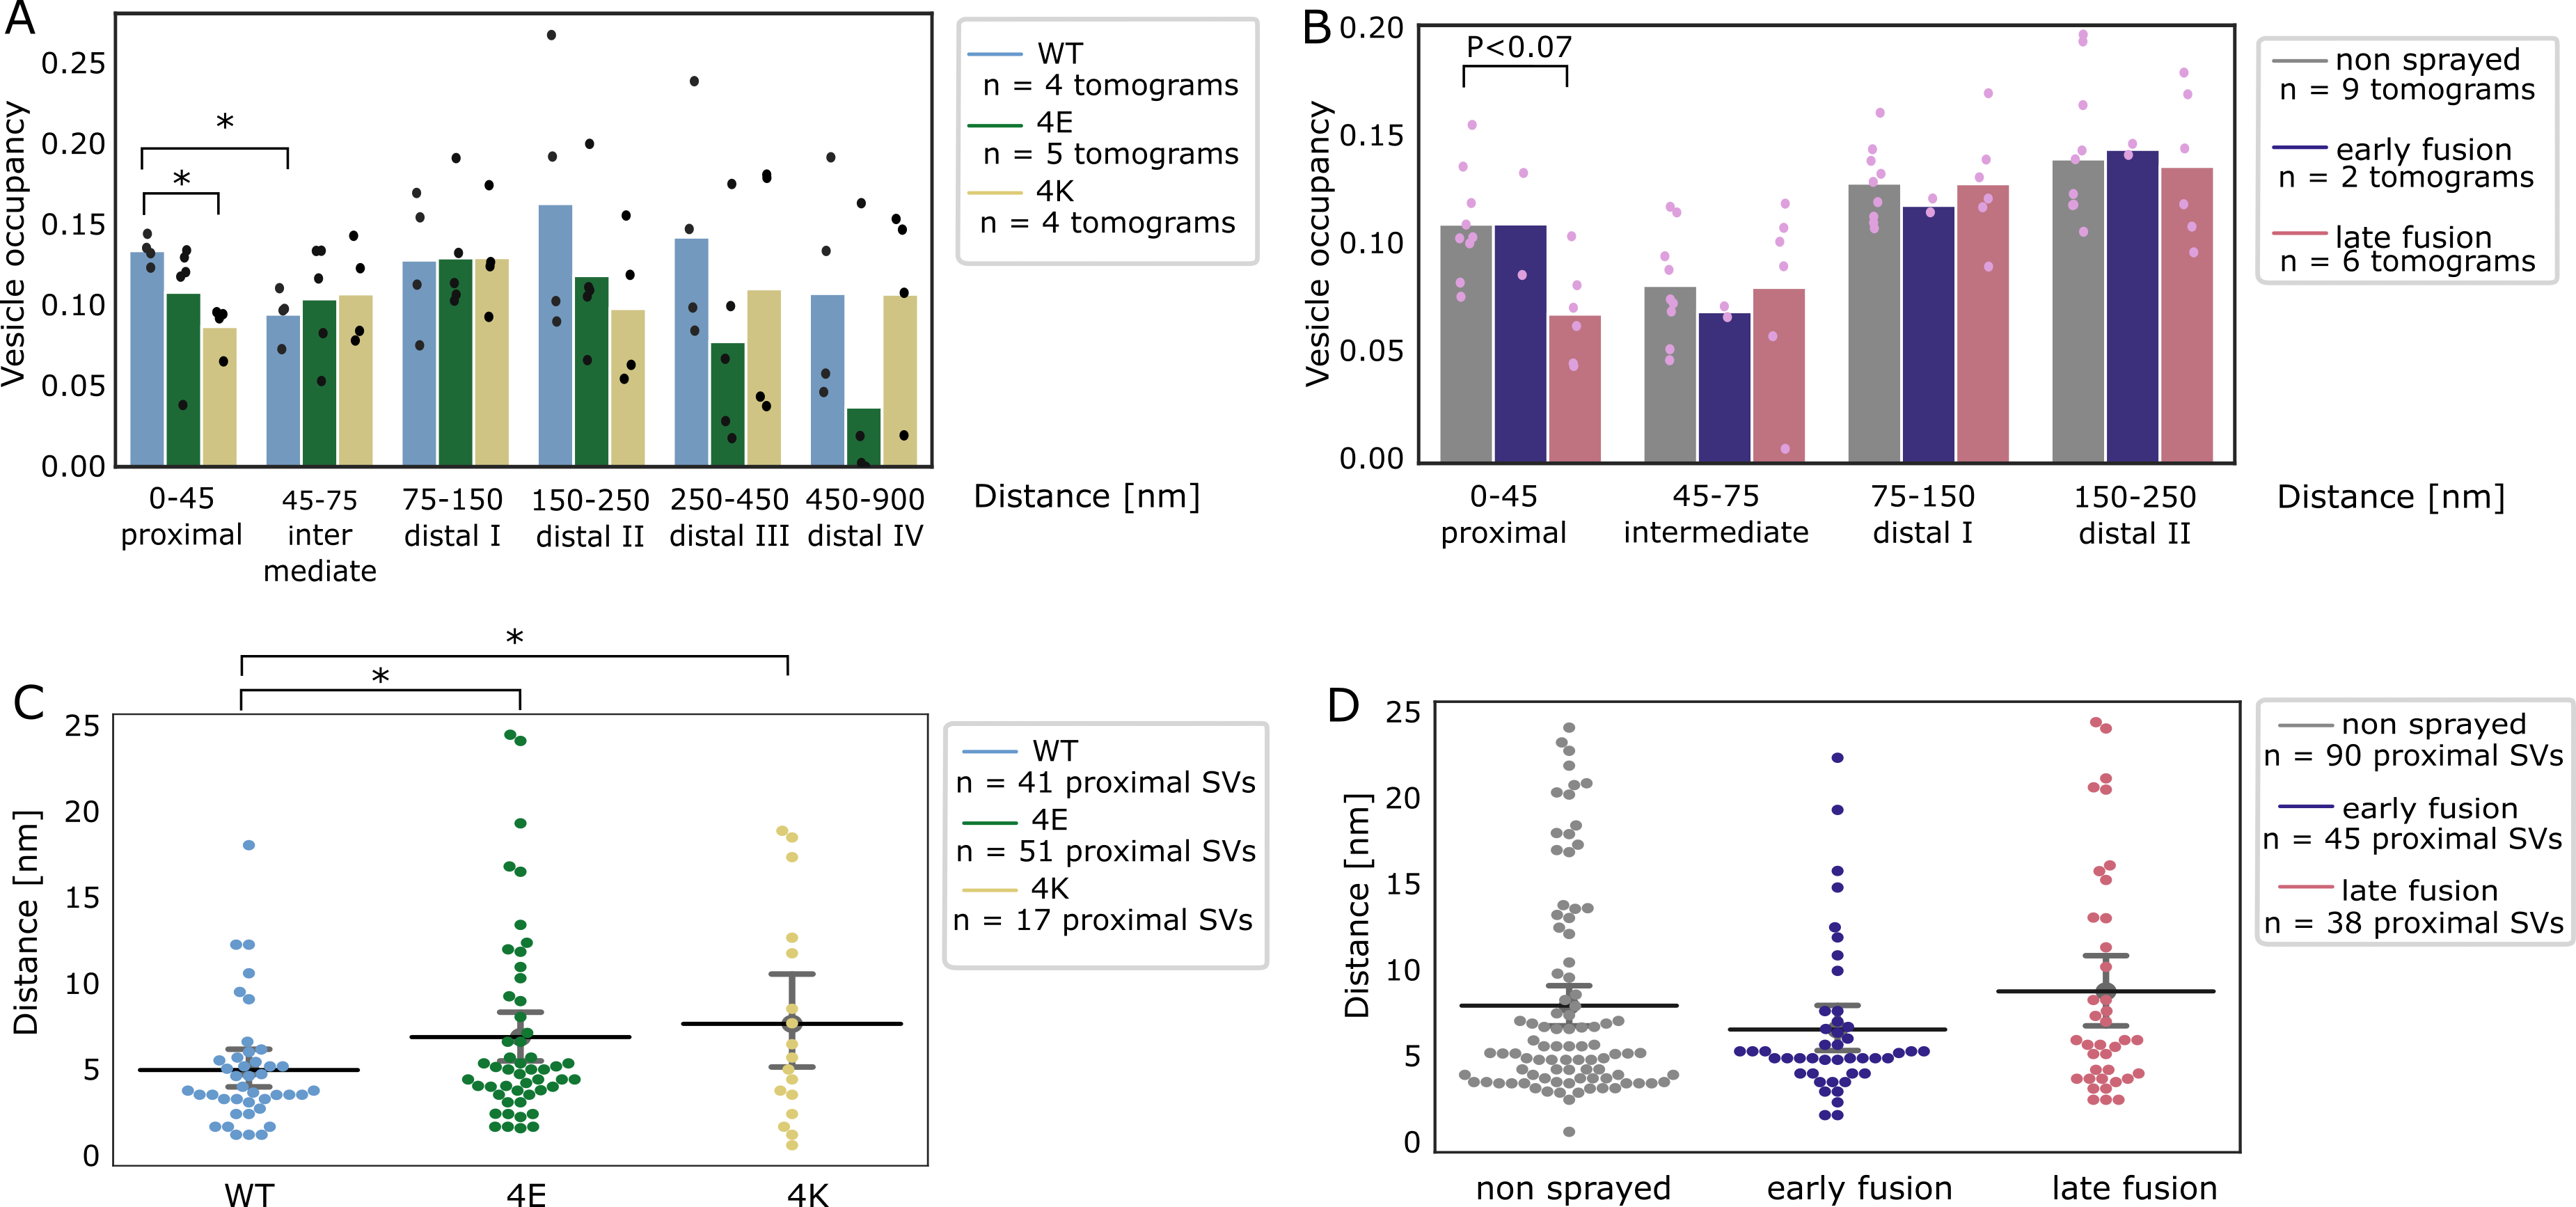 A
Vesicle occupancy
0.25
0.20
0.15
0.10
0.05
0.00
*
*
0-45
proximal
45-75
inter
mediate
75-150
distal I
150-250
distal II
250-450
distal III
450-900
distal IV
Distance [nm]
WT
n = 4 tomograms
4E
n = 5 tomograms
4K
n = 4 tomograms
B
Vesicle occupancy
0.20
0.15
0.10
0.05
0.00
P<0.07
0-45
proximal
45-75
intermediate
75-150
distal I
150-250
distal II
Distance [nm]
non sprayed
n = 9 tomograms
early fusion
n = 2 tomograms
late fusion
n = 6 tomograms
C
*
*
Distance [nm]
25
20
15
10
5
0
WT
4E
4K
WT
n = 41 proximal SVs
4E
n = 51 proximal SVs
4K
n = 17 proximal SVs
D
Distance [nm]
25
20
15
10
5
0
non sprayed
early fusion
late fusion
non sprayed
n = 90 proximal SVs
early fusion
n = 45 proximal SVs
late fusion
n = 38 proximal SVs